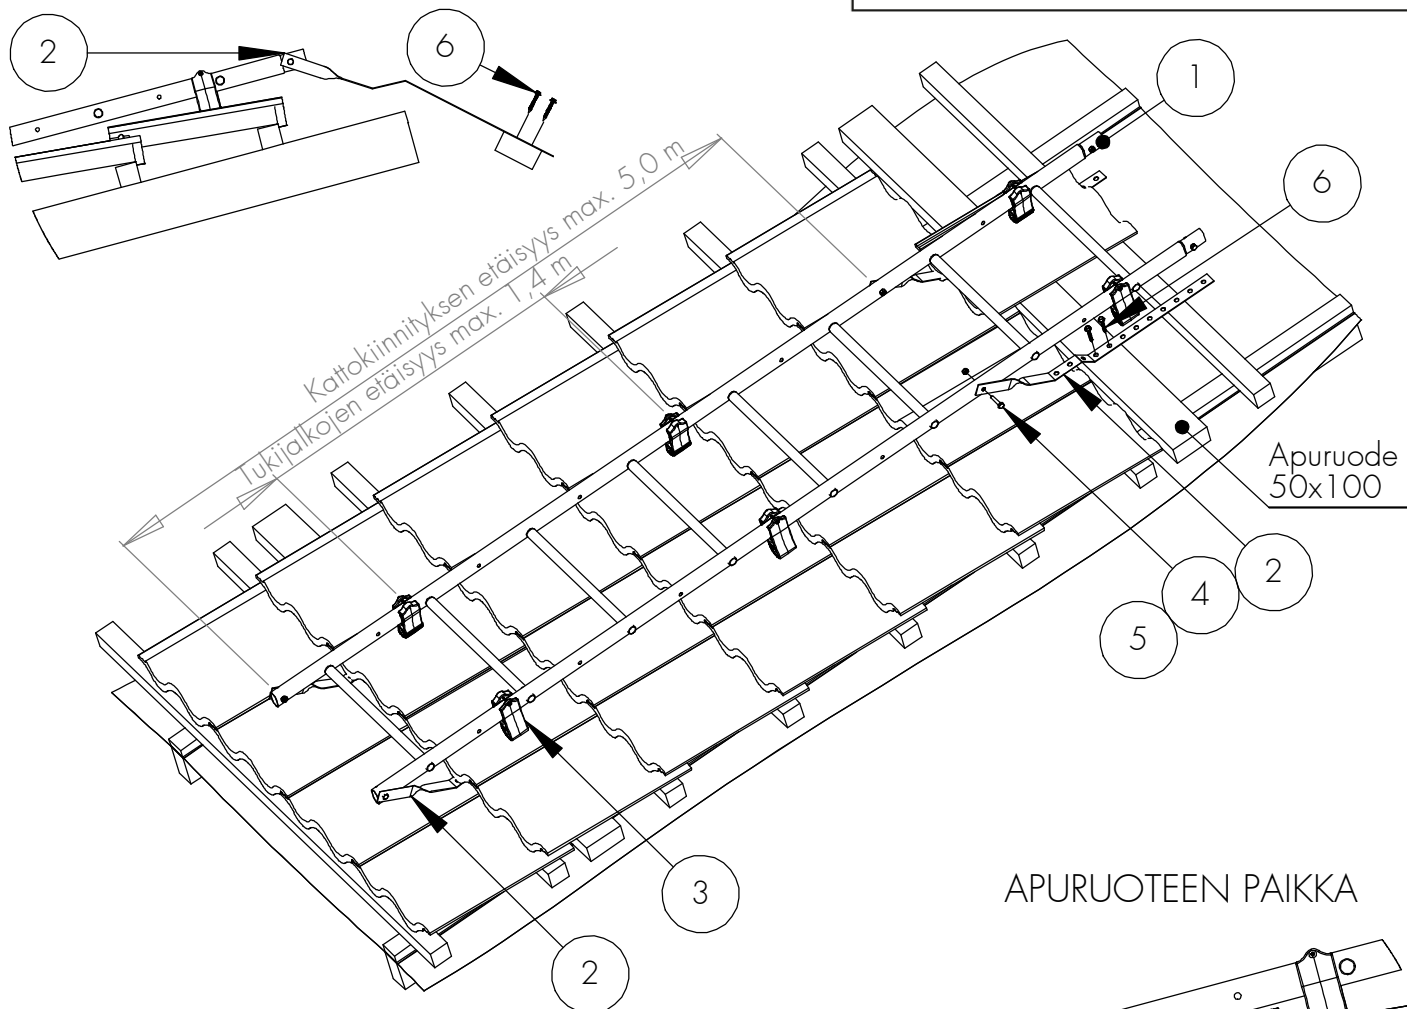 2
6
1
6
Kattokiinnityksen etäisyys max. 5,0 m
Tukijalkojen etäisyys max. 1,4 m
Apuruode
50x100
2
4
5
3
2
APURUOTEEN PAIKKA